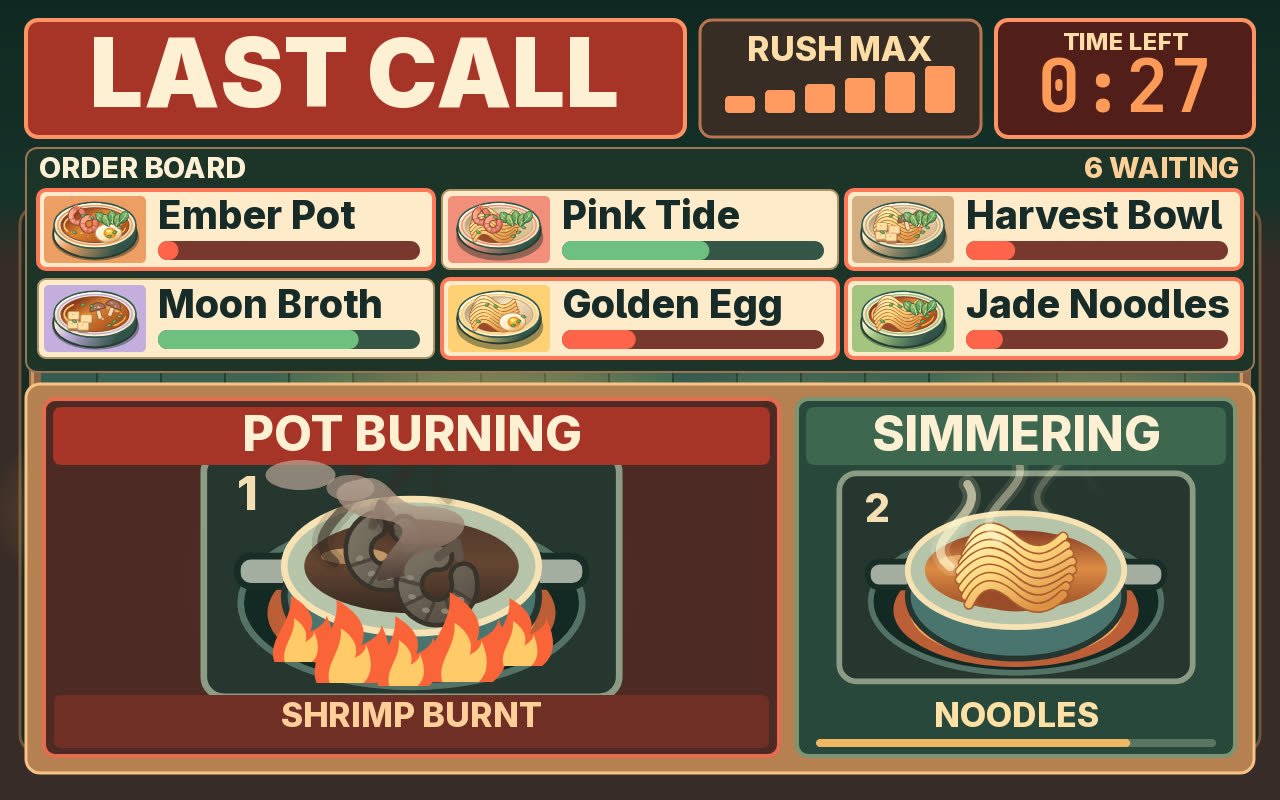 LAST CALL
RUSH MAX
TIME LEFT
0:27
ORDER BOARD
6 WAITING
Ember Pot
Pink Tide
Harvest Bowl
Moon Broth
Golden Egg
Jade Noodles
POT BURNING
1
SHRIMP BURNT
SIMMERING
2
NOODLES